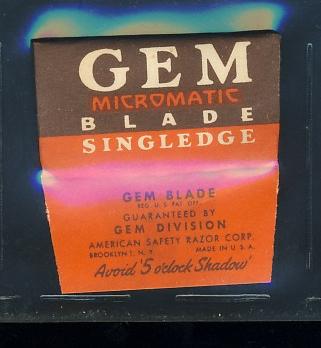 GEM
MICROMATIC
BLADE
SINGLEDGE
GEM BLADE
REG. U.S. PAT. OFF.
GUARANTEED BY
GEM DIVISION
AMERICAN SAFETY RAZOR CORP.
BROOKLYN 1, N. Y. MADE IN U. S. A.
Avoid '5 o'clock Shadow'